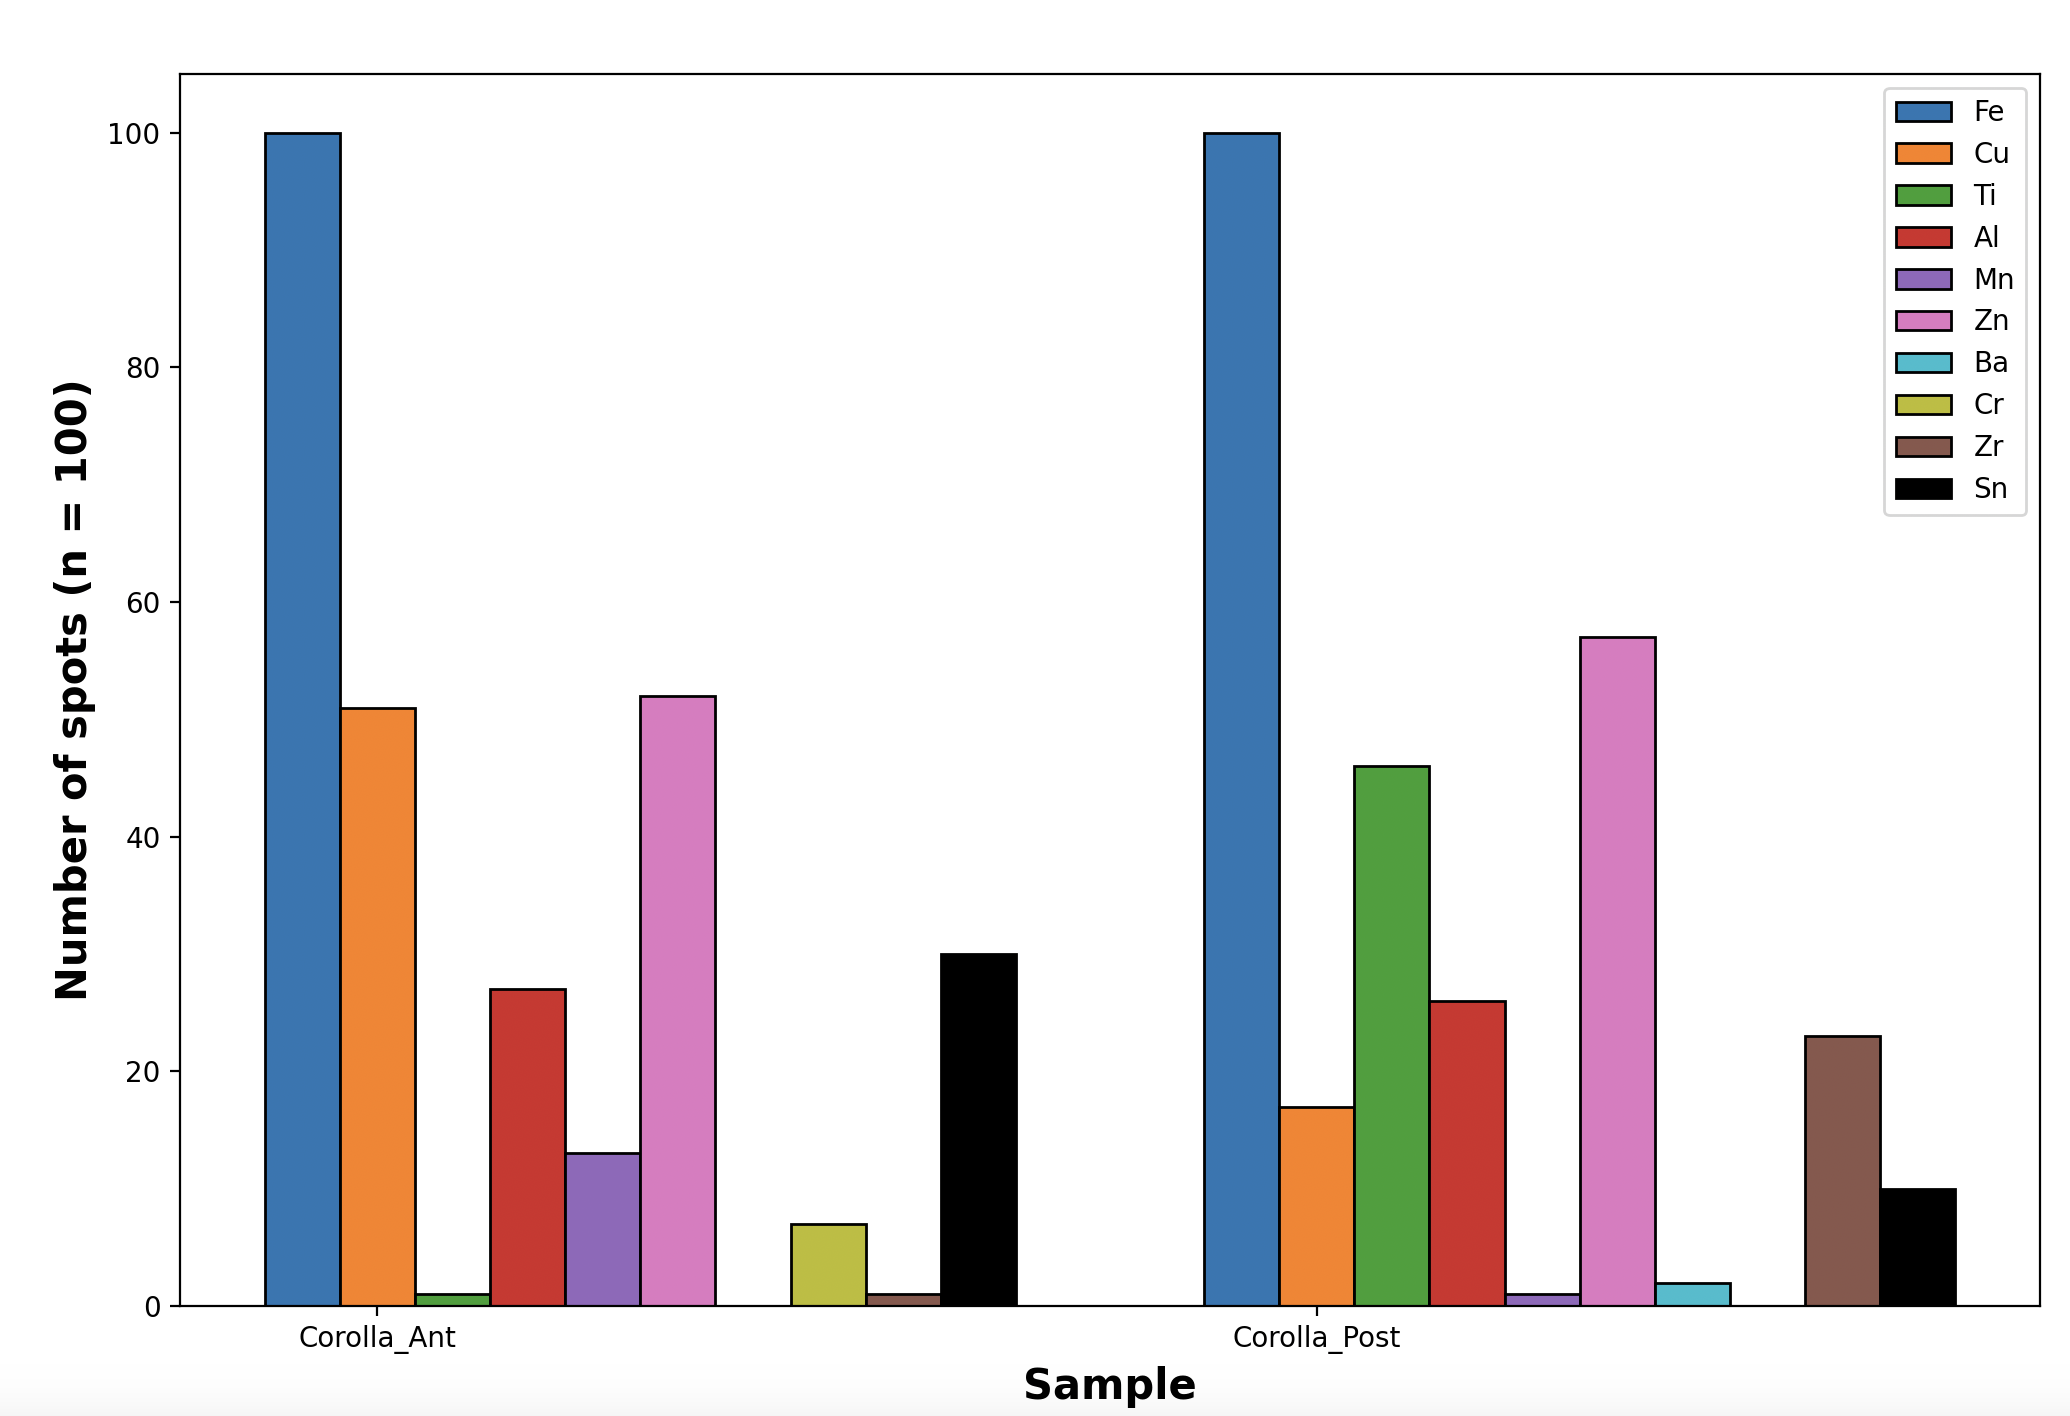 Number of spots (n = 100)
100
80
60
40
20
0
Fe
Cu
Ti
Al
Mn
Zn
Ba
Cr
Zr
Sn
Corolla_Ant
Corolla_Post
Sample